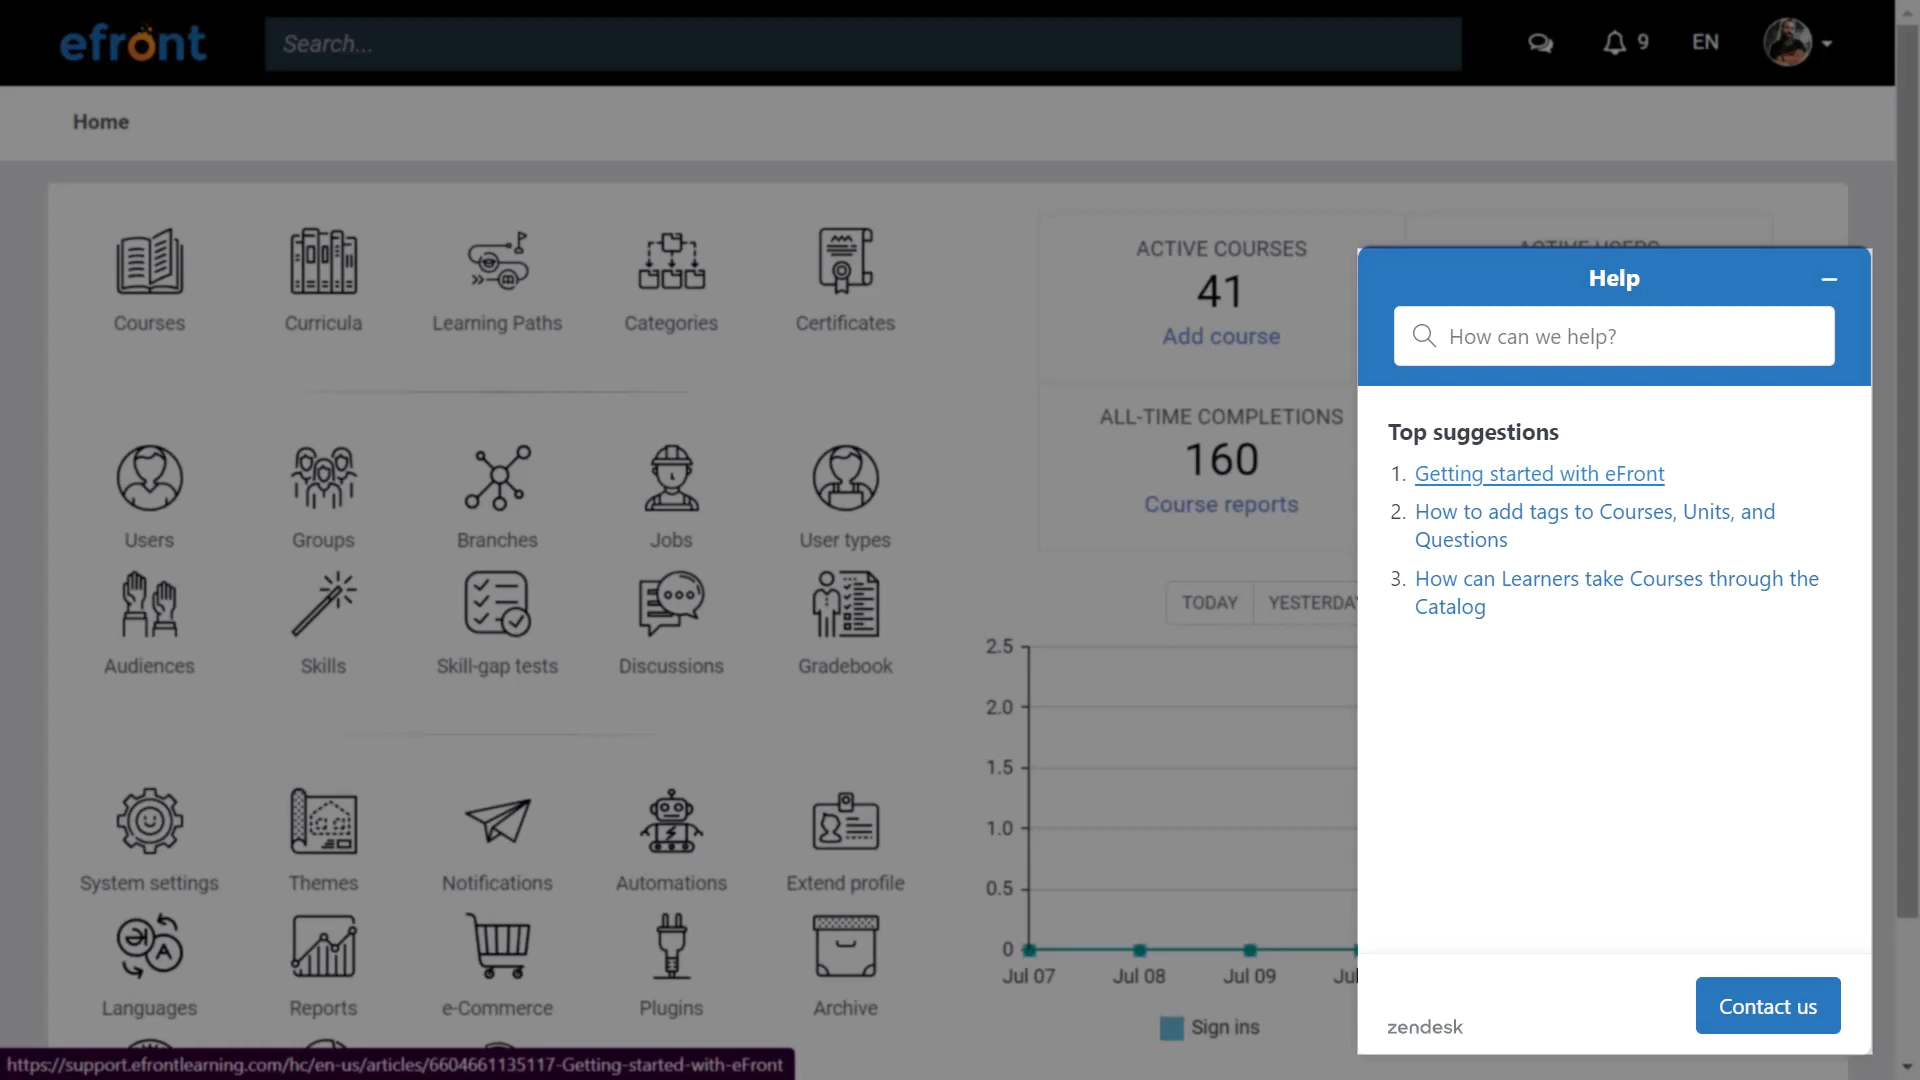 efront
Search...
9
EN
Home
Courses
Curricula
Learning Paths
Categories
Certificates
ACTIVE COURSES
41
Add course
ACTIVE USERS
ALL-TIME COMPLETIONS
160
Course reports
Users
Groups
Branches
Jobs
User types
Audiences
Skills
Skill-gap tests
Discussions
Gradebook
TODAY
YESTERDAY
2.5
2.0
1.5
1.0
0.5
0
Jul 07
Jul 08
Jul 09
Jul
Sign ins
System settings
Themes
Notifications
Automations
Extend profile
Languages
Reports
e-Commerce
Plugins
Archive
Help
How can we help?
Top suggestions
1. Getting started with eFront
2. How to add tags to Courses, Units, and
Questions
3. How can Learners take Courses through the
Catalog
zendesk
Contact us
https://support.efrontlearning.com/hc/en-us/articles/6604661135117-Getting-started-with-eFront